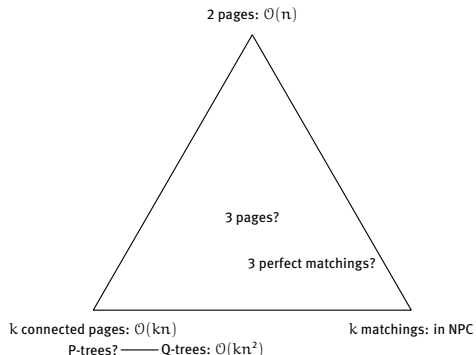 2 pages: 𝒪(n)
3 pages?
3 perfect matchings?
k connected pages: 𝒪(kn) k matchings: in NPC
P-trees? Q-trees: 𝒪(kn²)